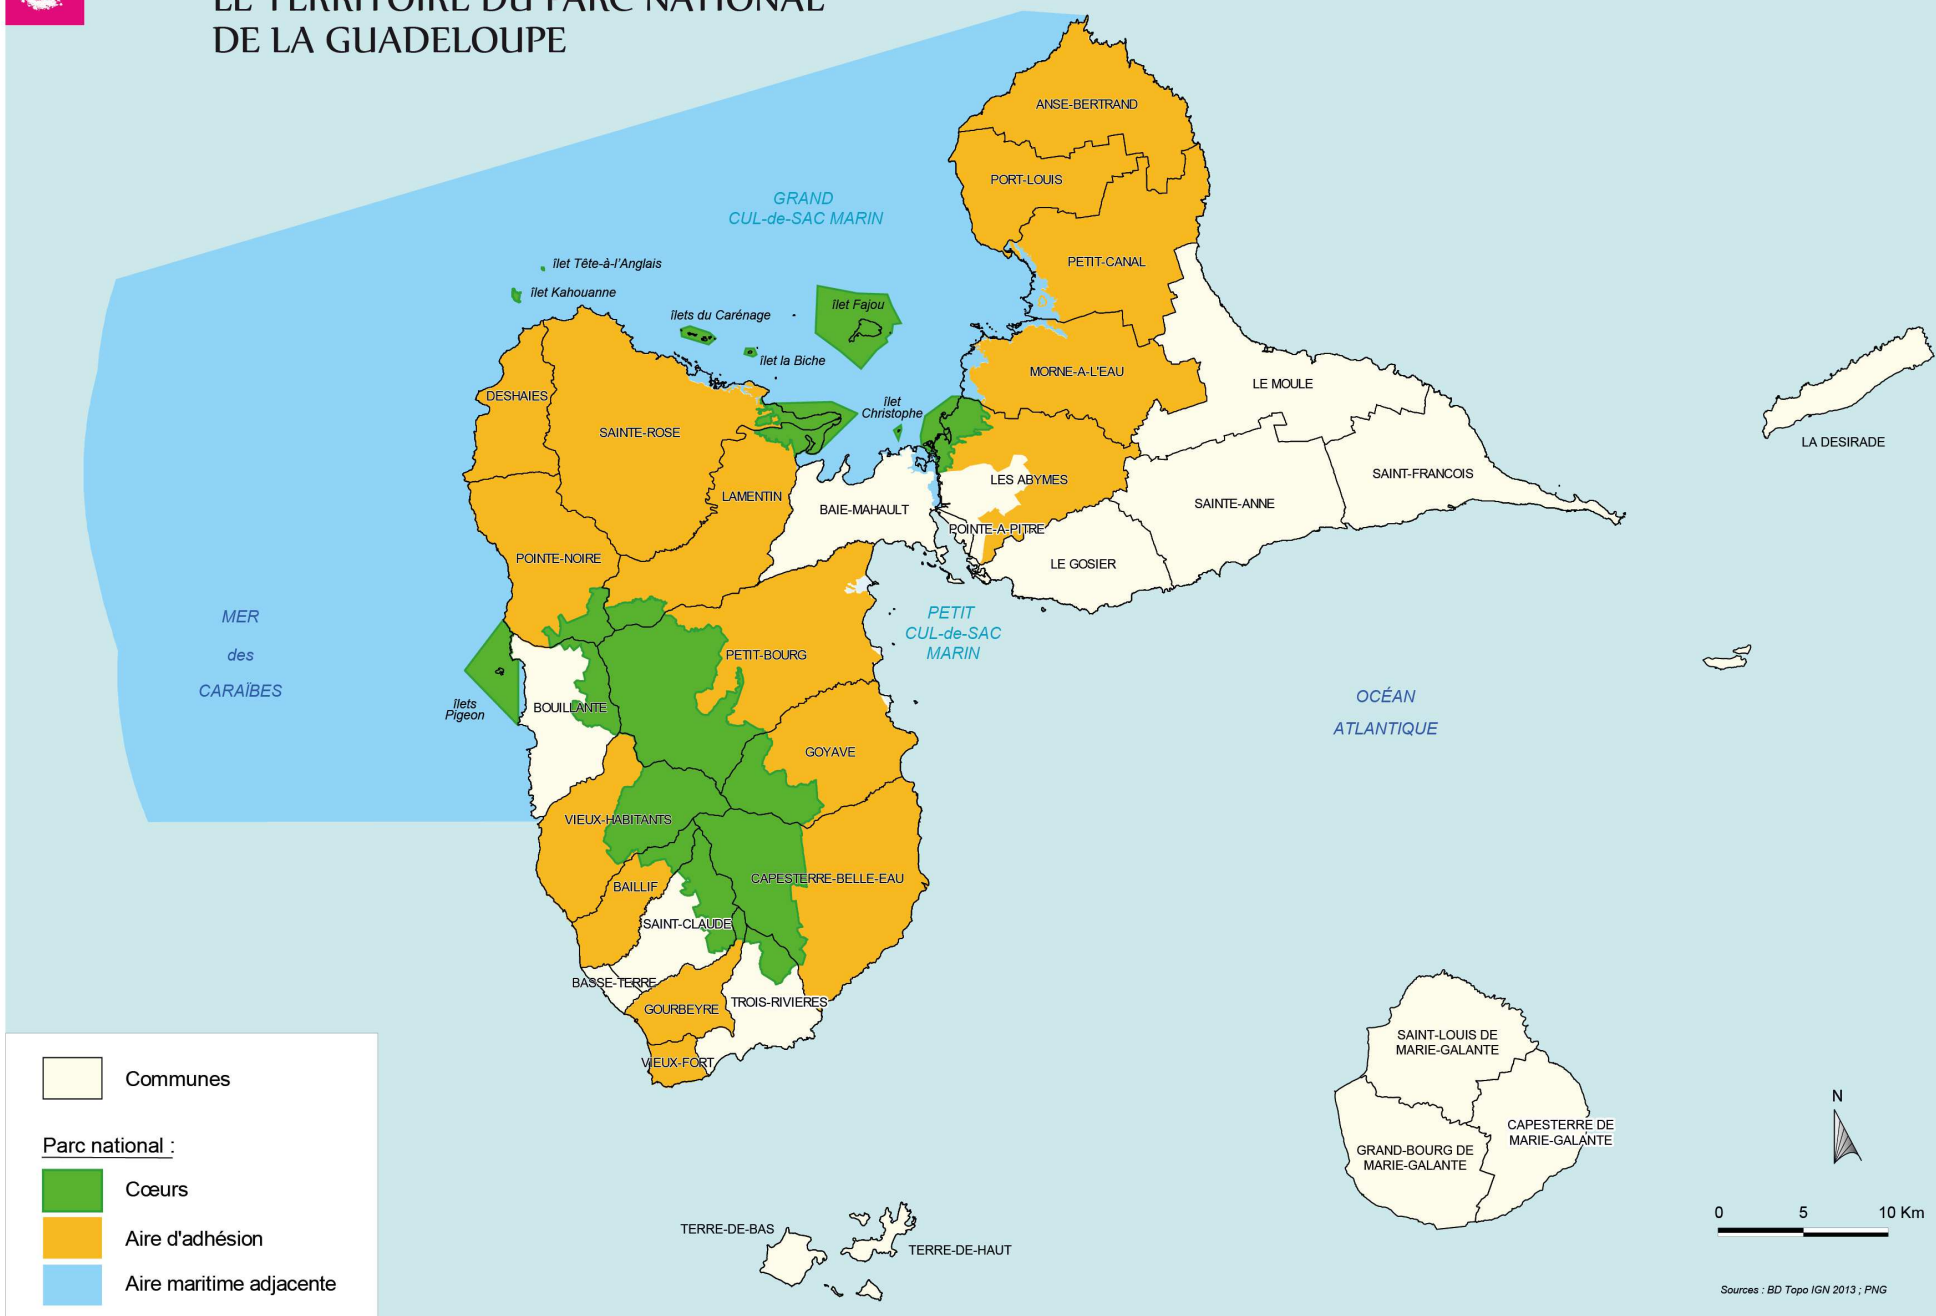 LE TERRITOIRE DU PARC NATIONAL
DE LA GUADELOUPE
ANSE-BERTRAND
PORT-LOUIS
GRAND
CUL-de-SAC MARIN
PETIT-CANAL
îlet Tête-à-l'Anglais
îlet Kahouanne
îlet Fajou
îlets du Carénage
îlet la Biche
MORNE-A-L'EAU
LE MOULE
DESHAIES
îlet
Christophe
SAINTE-ROSE
LA DESIRADE
SAINT-FRANCOIS
LES ABYMES
LAMENTIN
SAINTE-ANNE
BAIE-MAHAULT
POINTE-A-PITRE
POINTE-NOIRE
LE GOSIER
MER
des
CARAÏBES
PETIT
CUL-de-SAC
MARIN
PETIT-BOURG
OCÉAN
ATLANTIQUE
îlets
Pigeon
BOUILLANTE
GOYAVE
VIEUX-HABITANTS
CAPESTERRE-BELLE-EAU
BAILLIF
SAINT-CLAUDE
BASSE-TERRE
TROIS-RIVIERES
GOURBEYRE
VIEUX-FORT
SAINT-LOUIS DE
MARIE-GALANTE
CAPESTERRE DE
MARIE-GALANTE
GRAND-BOURG DE
MARIE-GALANTE
TERRE-DE-BAS
TERRE-DE-HAUT
Communes
Parc national :
Cœurs
Aire d'adhésion
Aire maritime adjacente
N
0 5 10 Km
Sources : BD Topo IGN 2013 ; PNG